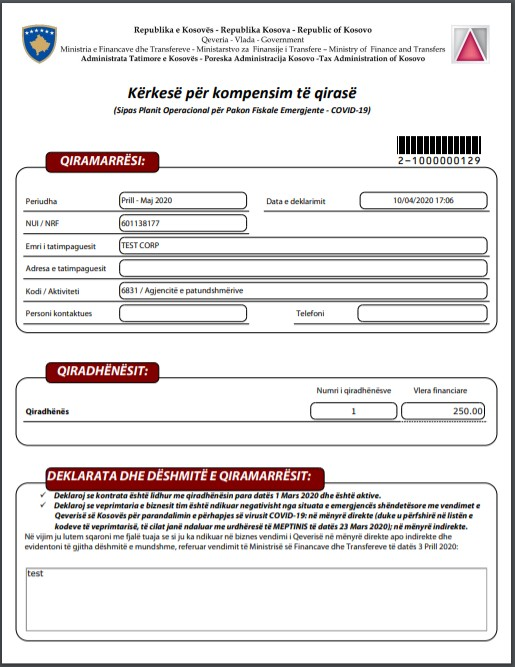 Republika e Kosovës - Republika Kosova - Republic of Kosovo
Qeveria - Vlada - Government
Ministria e Financave dhe Transfereve - Ministarstvo za Finansije i Transfere – Ministry of Finance and Transfers
Administrata Tatimore e Kosovës - Poreska Administracija Kosovo -Tax Administration of Kosovo
Kërkesë për kompensim të qirasë
(Sipas Planit Operacional për Pakon Fiskale Emergjente - COVID-19)
2-1000000129
QIRAMARRËSI:
Periudha Prill - Maj 2020 Data e deklarimit 10/04/2020 17:06
NUI / NRF 601138177
Emri i tatimpaguesit TEST CORP
Adresa e tatimpaguesit
Kodi / Aktiviteti 6831 / Agjencitë e patundshmërive
Personi kontaktues Telefoni
QIRADHËNËSIT:
Numri i qiradhënësve Vlera financiare
Qiradhënës 1 250.00
DEKLARATA DHE DËSHMITË E QIRAMARRËSIT:
✓ Deklaroj se kontrata është lidhur me qiradhënësin para datës 1 Mars 2020 dhe është aktive.
✓ Deklaroj se veprimtaria e biznesit tim është ndikuar negativisht nga situata e emergjencës shëndetësore me vendimet e
Qeverisë së Kosovës për parandalimin e përhapjes së virusit COVID-19: në mënyrë direkte (duke u përfshirë në listën e
kodeve të veprimtarisë, të cilat janë ndaluar me urdhëresë të MEPTINIS të datës 23 Mars 2020); në mënyrë indirekte.
Në vijim ju lutem sqaroni me fjalë tuaja se si ju ka ndikuar në biznes vendimi i Qeverisë në mënyrë direkte apo indirekte dhe
evidentoni të gjitha dëshmitë e mundshme, referuar vendimet të Ministrisë së Financave dhe Transfereve të datës 3 Prill 2020:
test